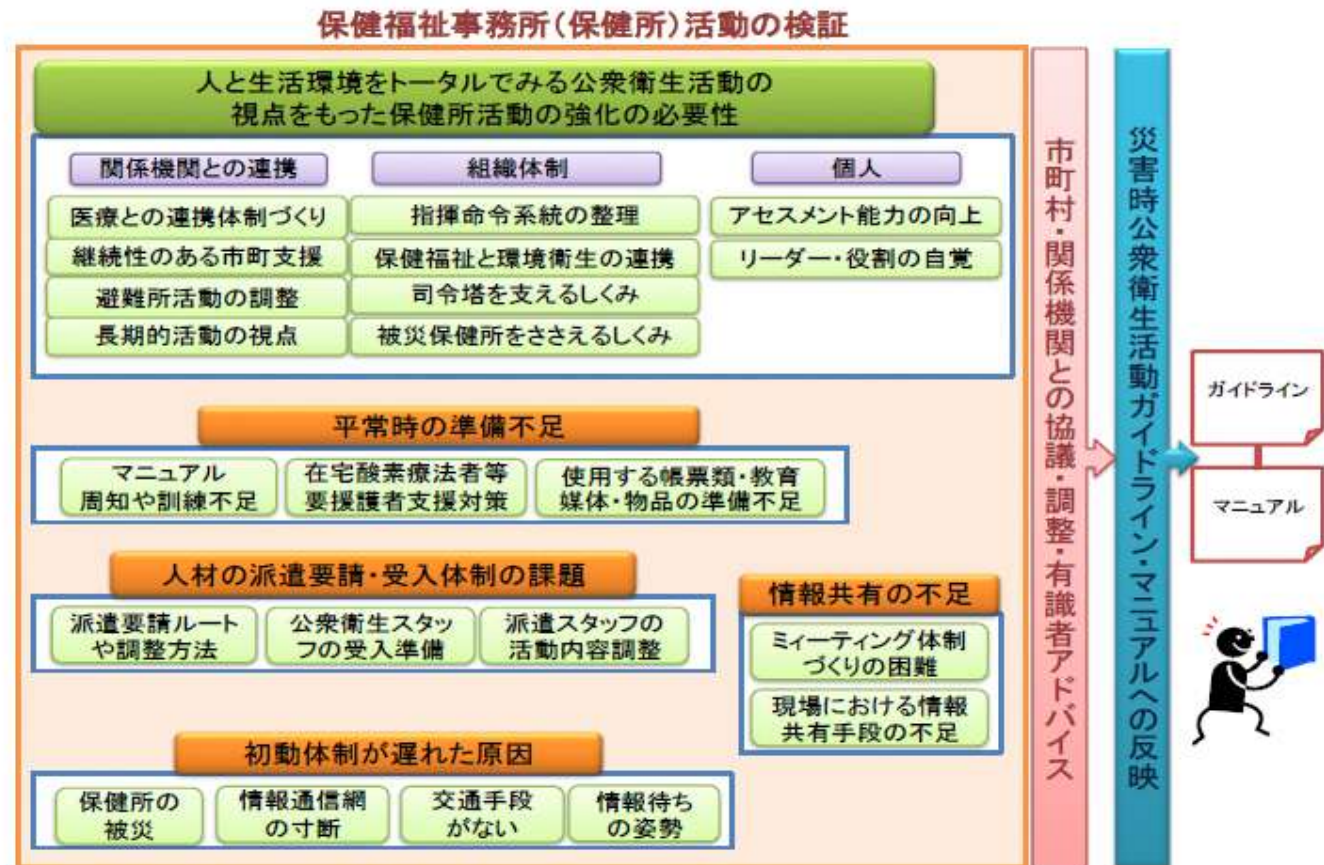 保健福祉事務所(保健所)活動の検証
人と生活環境をトータルでみる公衆衛生活動の
視点をもった保健所活動の強化の必要性
関係機関との連携
医療との連携体制づくり
継続性のある市町支援
避難所活動の調整
長期的活動の視点
組織体制
指揮命令系統の整理
保健福祉と環境衛生の連携
司令塔を支えるしくみ
被災保健所をささえるしくみ
個人
アセスメント能力の向上
リーダー・役割の自覚
平常時の準備不足
マニュアル
周知や訓練不足
在宅酸素療法者等
要援護者支援対策
使用する帳票類・教育
媒体・物品の準備不足
人材の派遣要請・受入体制の課題
派遣要請ルート
や調整方法
公衆衛生スタッ
フの受入準備
派遣スタッフの
活動内容調整
情報共有の不足
ミィーティング体制
づくりの困難
現場における情報
共有手段の不足
初動体制が遅れた原因
保健所の
被災
情報通信網
の寸断
交通手段
がない
情報待ち
の姿勢
市町村・関係機関との協議・調整・有識者アドバイス
災害時公衆衛生活動ガイドライン・マニュアルへの反映
ガイドライン
マニュアル